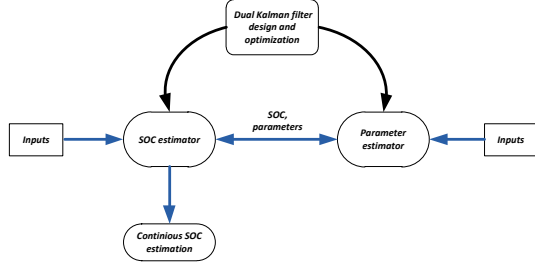 Dual Kalman filter
design and
optimization
SOC,
parameters
Inputs
SOC estimator
Parameter
estimator
Inputs
Continious SOC
estimation